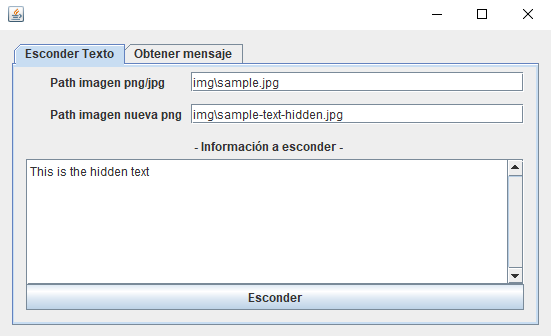 Esconder Texto
Obtener mensaje
Path imagen png/jpg
img\sample.jpg
Path imagen nueva png
img\sample-text-hidden.jpg
- Información a esconder -
This is the hidden text
Esconder